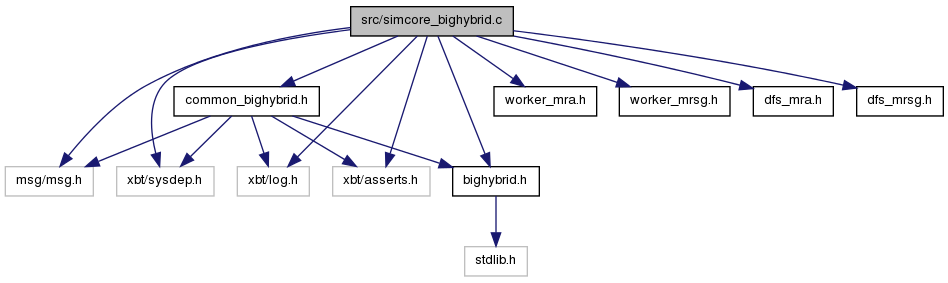 src/simcore_bighybrid.c
common_bighybrid.h
worker_mra.h
worker_mrsg.h
dfs_mra.h
dfs_mrsg.h
msg/msg.h
xbt/sysdep.h
xbt/log.h
xbt/asserts.h
bighybrid.h
stdlib.h